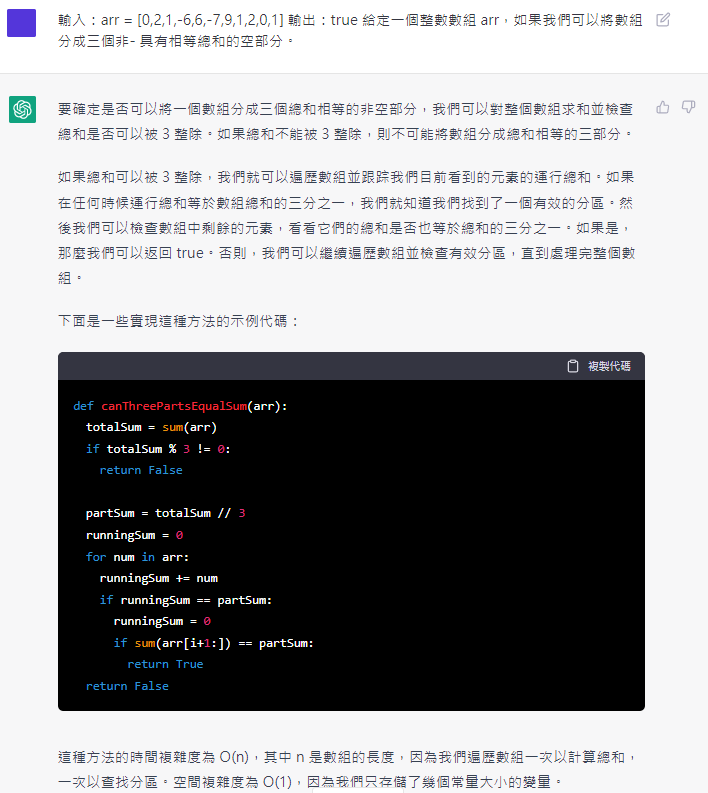 輸入：arr = [0,2,1,-6,6,-7,9,1,2,0,1] 輸出：true 給定一個整數數組 arr，如果我們可以將數組
分成三個非- 具有相等總和的空部分。
要確定是否可以將一個數組分成三個總和相等的非空部分，我們可以對整個數組求和並檢查
總和是否可以被 3 整除。如果總和不能被 3 整除，則不可能將數組分成總和相等的三部分。
如果總和可以被 3 整除，我們就可以遍歷數組並跟踪我們目前看到的元素的運行總和。如果
在任何時候運行總和等於數組總和的三分之一，我們就知道我們找到了一個有效的分區。然
後我們可以檢查數組中剩餘的元素，看看它們的總和是否也等於總和的三分之一。如果是，
那麼我們可以返回 true。否則，我們可以繼續遍歷數組並檢查有效分區，直到處理完整個數
組。
下面是一些實現這種方法的示例代碼：
複製代碼
def canThreePartsEqualSum(arr):
  totalSum = sum(arr)
  if totalSum % 3 != 0:
    return False
  partSum = totalSum // 3
  runningSum = 0
  for num in arr:
    runningSum += num
    if runningSum == partSum:
      runningSum = 0
      if sum(arr[i+1:]) == partSum:
        return True
  return False
這種方法的時間複雜度為 O(n)，其中 n 是數組的長度，因為我們遍歷數組一次以計算總和，
一次以查找分區。空間複雜度為 O(1)，因為我們只存儲了幾個常量大小的變量。